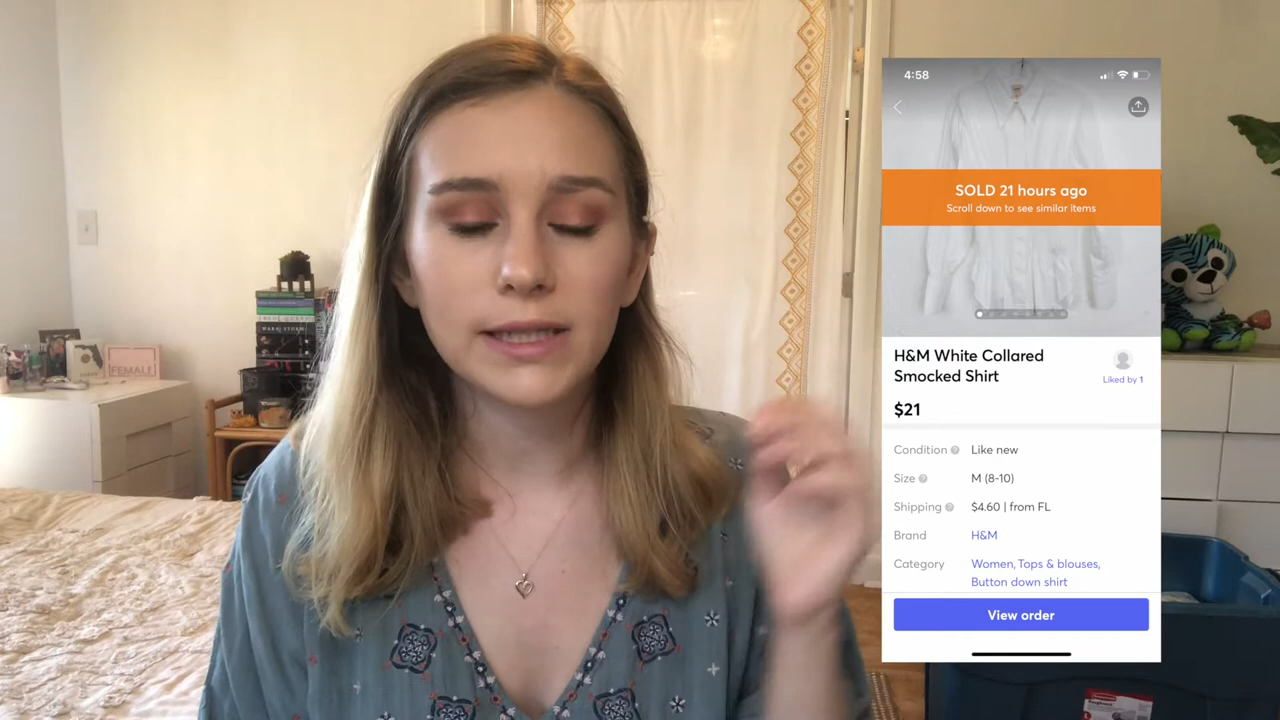 4:58
SOLD 21 hours ago
Scroll down to see similar items
H&M White Collared
Smocked Shirt
Liked by 1
$21
Condition
Like new
Size
M (8-10)
Shipping
$4.60 | from FL
Brand
H&M
Category
Women, Tops & blouses,
Button down shirt
View order
FEMALE